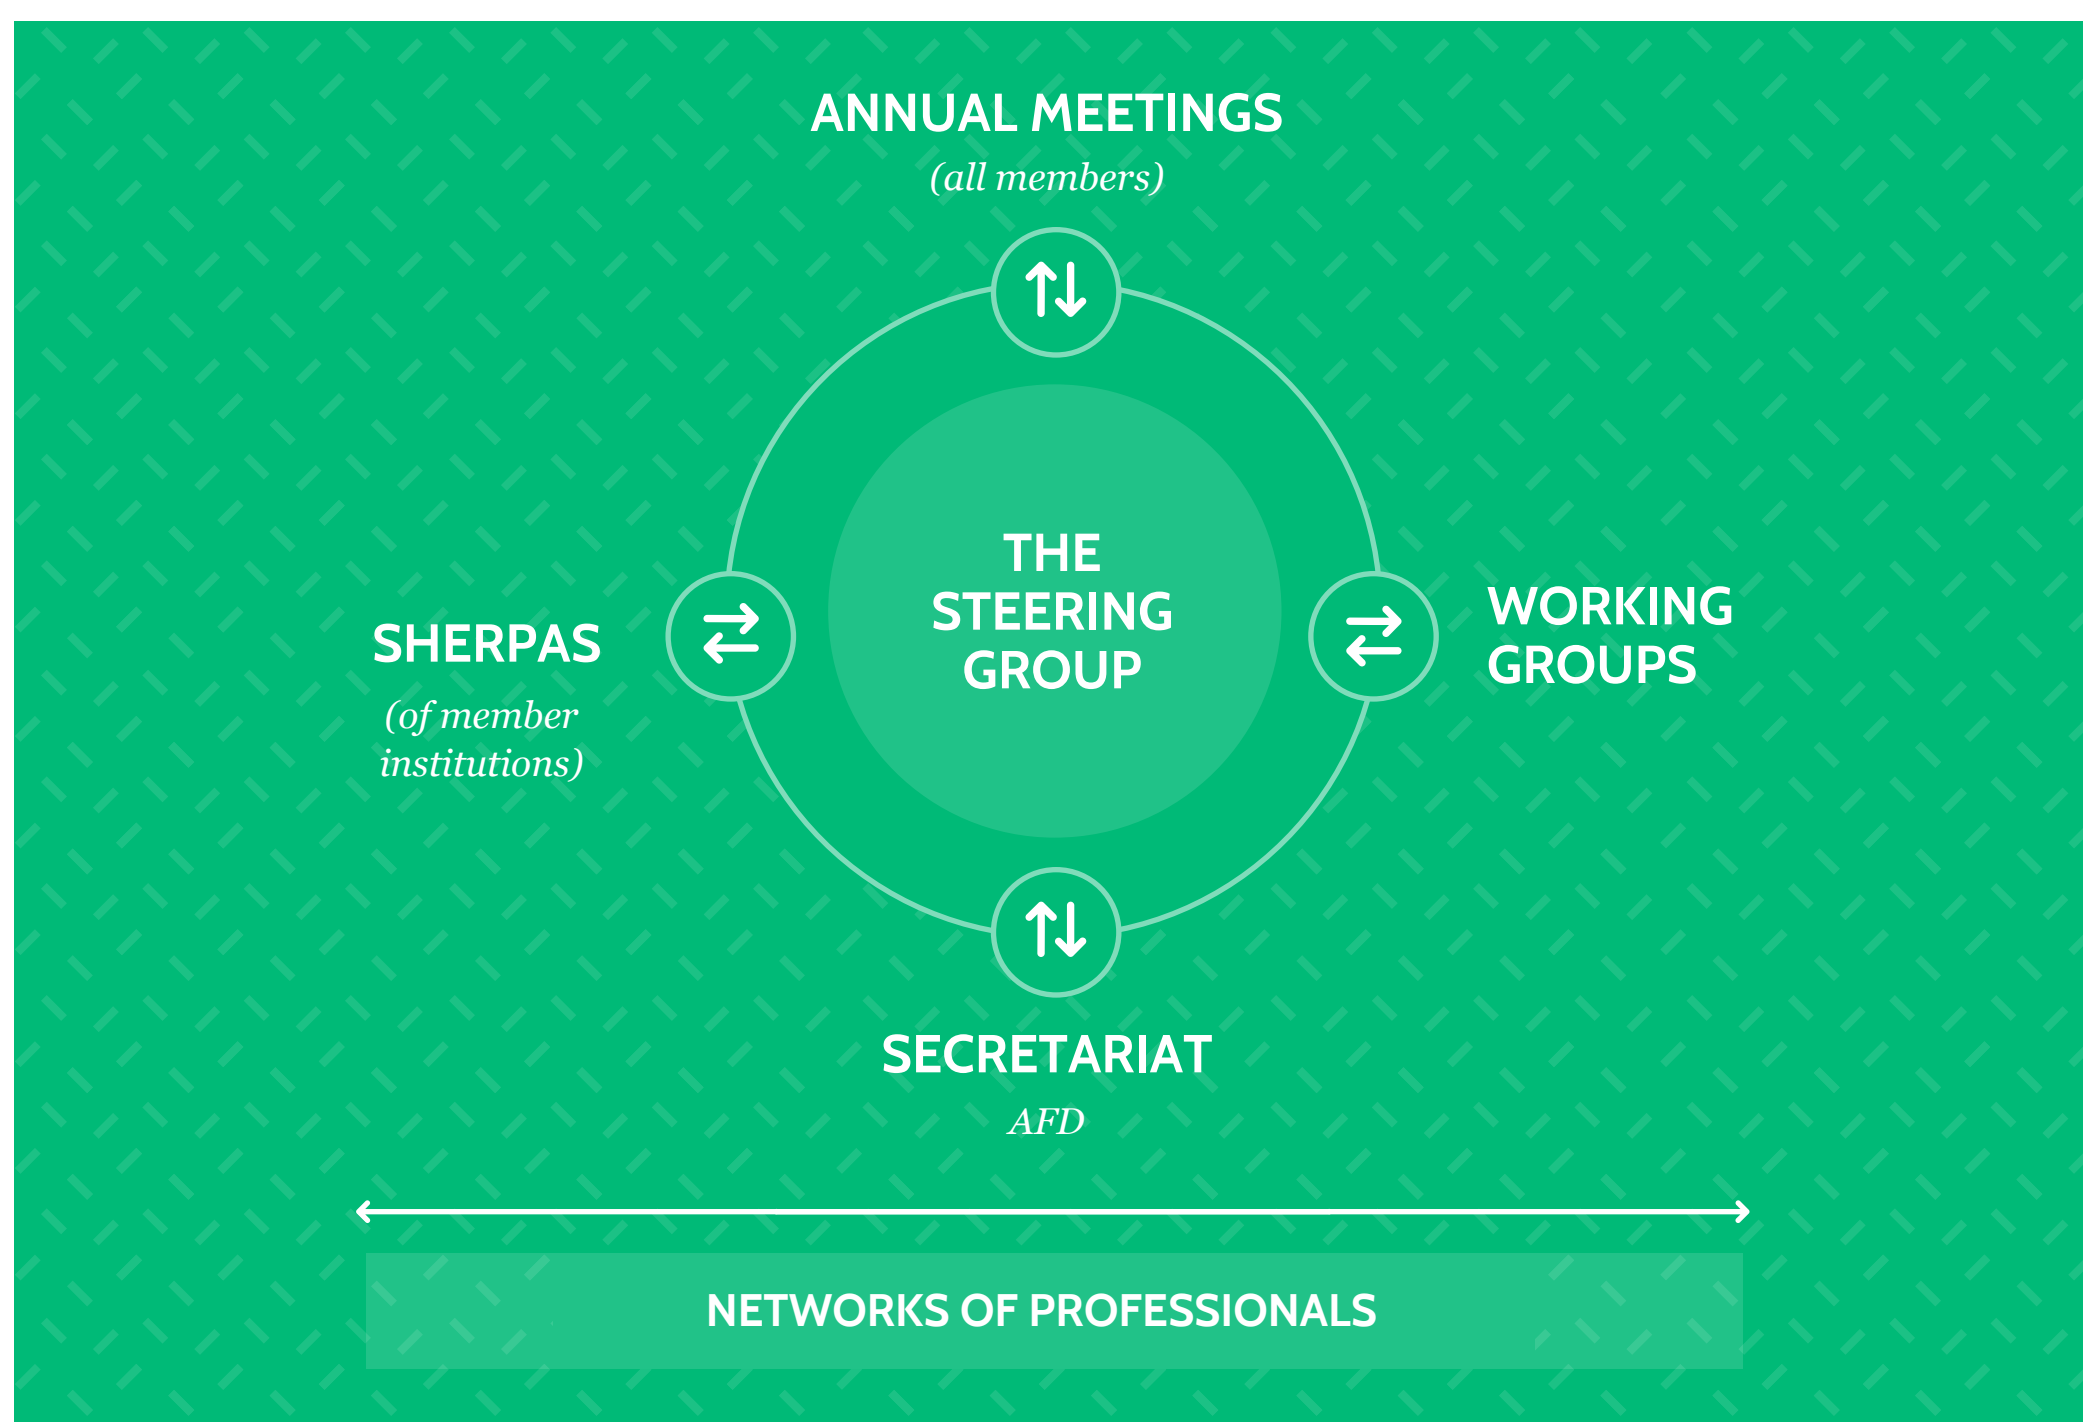 ANNUAL MEETINGS
(all members)
THE
STEERING
GROUP
SHERPAS
(of member
institutions)
WORKING
GROUPS
SECRETARIAT
AFD
NETWORKS OF PROFESSIONALS